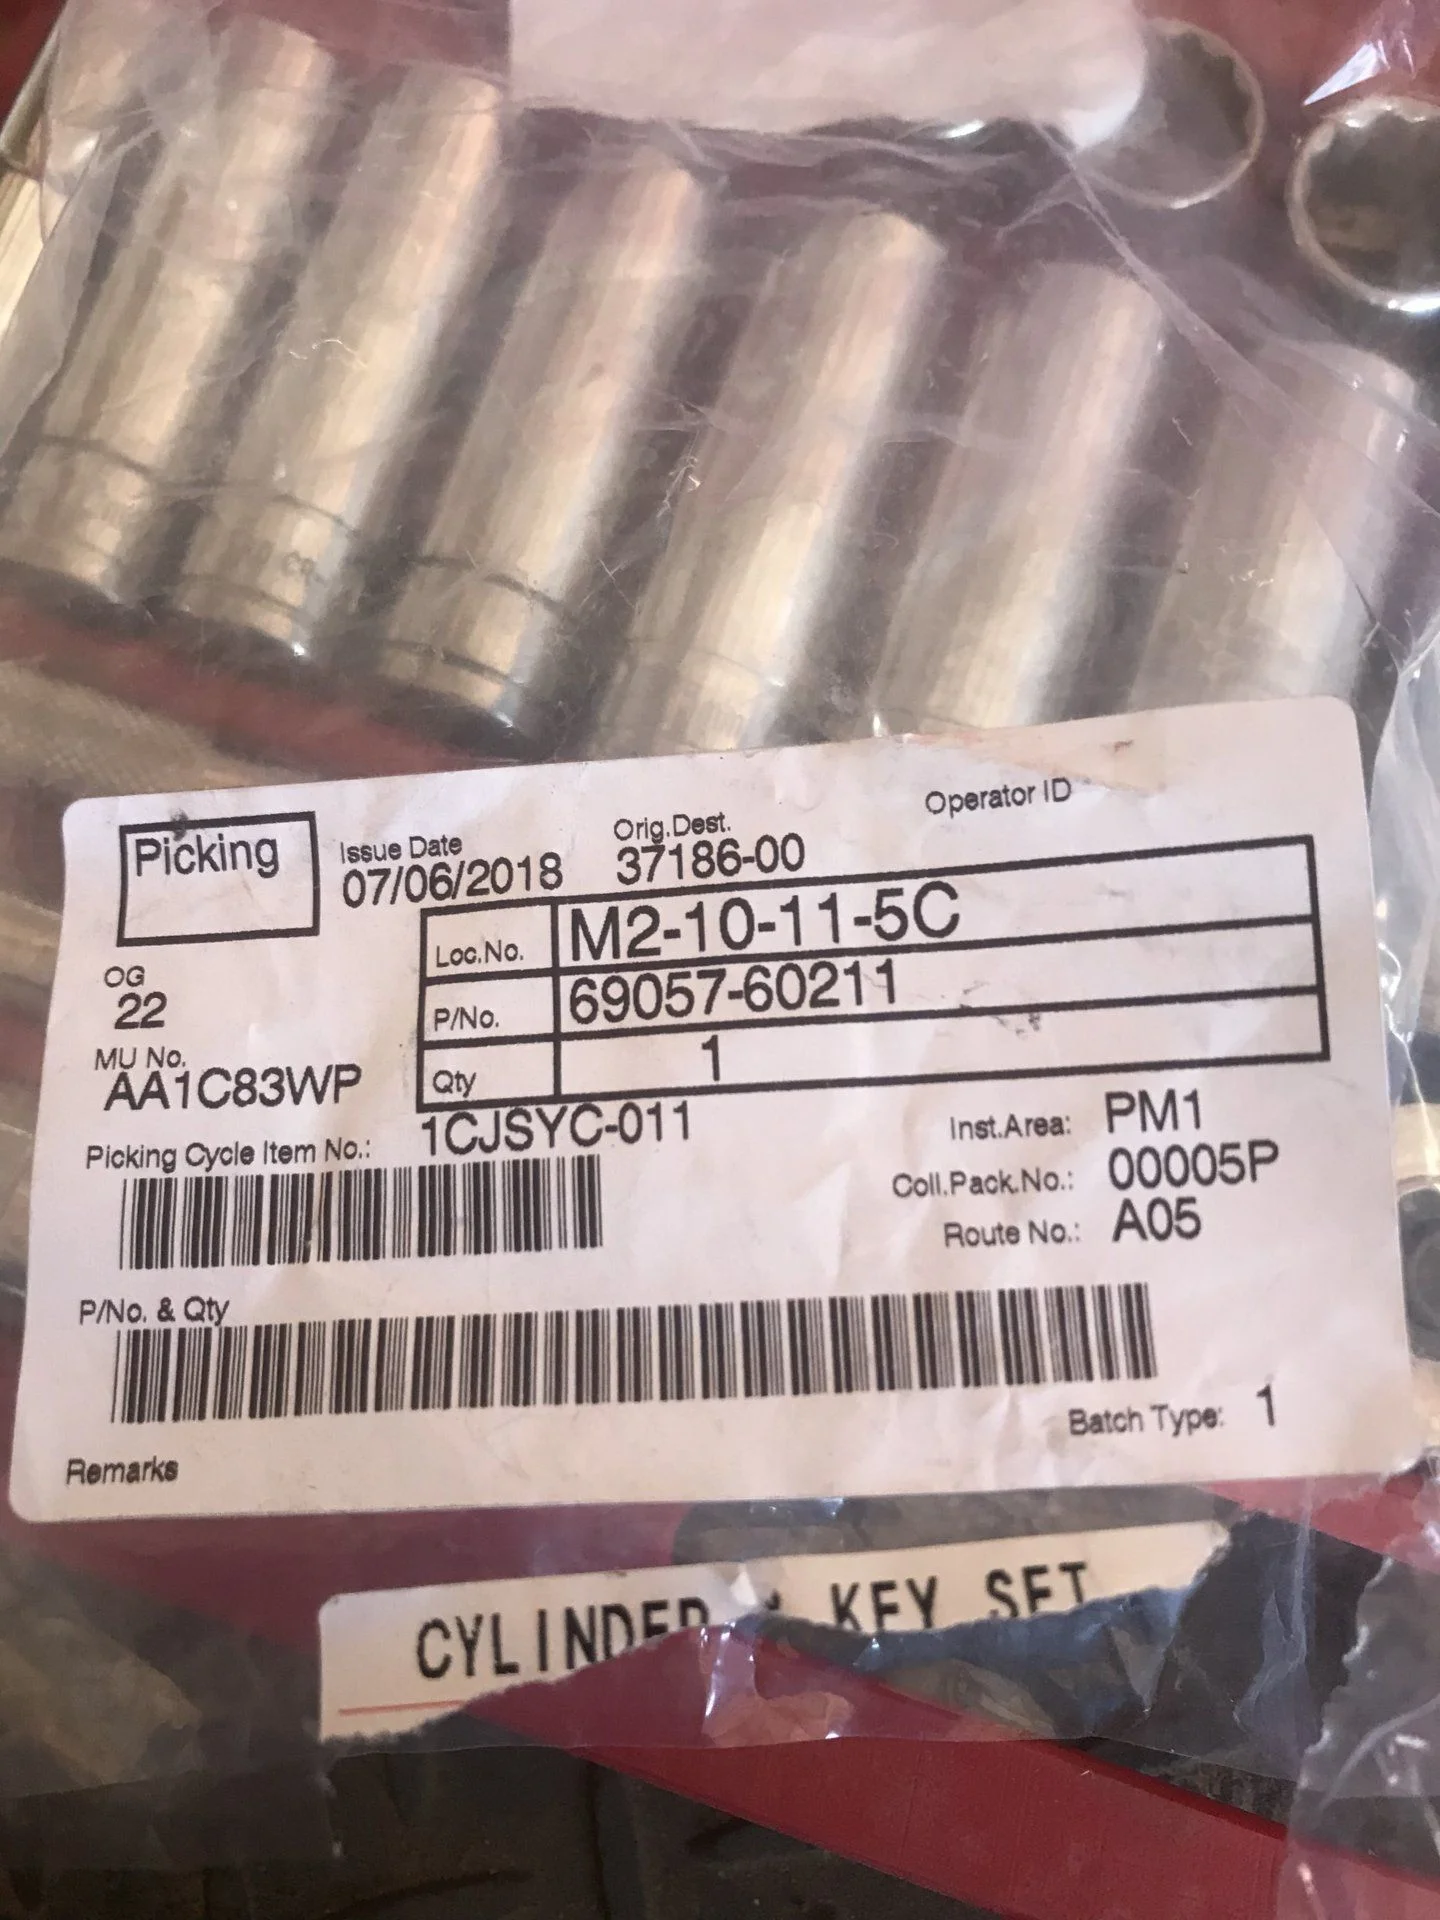 Picking
Issue Date
07/06/2018
Orig.Dest.
37186-00
Operator ID
OG
22
Loc.No. M2-10-11-5C
P/No. 69057-60211
Qty 1
MU No.
AA1C83WP
Picking Cycle Item No.: 1CJSYC-011
Inst.Area: PM1
Coll.Pack.No.: 00005P
Route No.: A05
P/No. & Qty
Batch Type: 1
Remarks
CYLINDER KEY SET